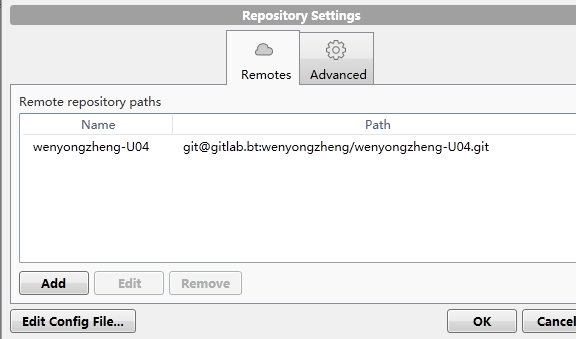 Repository Settings
Remotes
Advanced
Remote repository paths
Name Path
wenyongzheng-U04 git@gitlab.bt:wenyongzheng/wenyongzheng-U04.git
Add Edit Remove
Edit Config File... OK Cancel